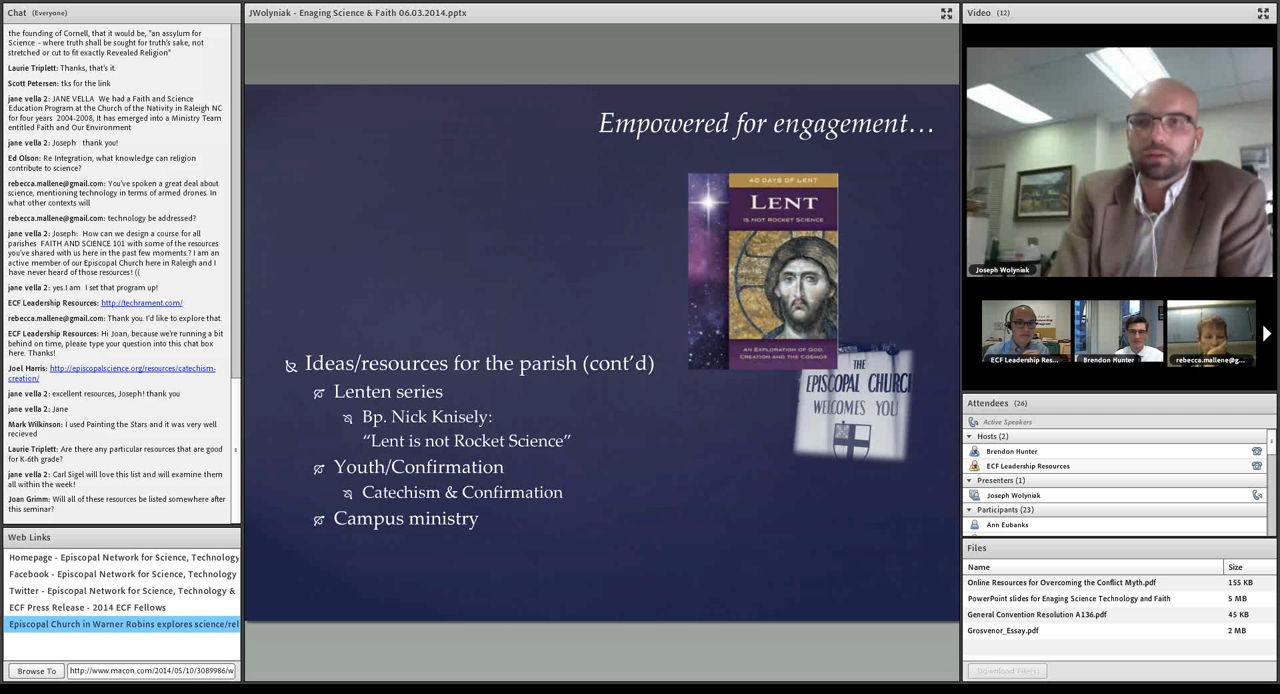 Chat (Everyone)
the founding of Cornell, that it would be, "an assylum for
Science - where truth shall be sought for truth's sake, not
stretched or cut to fit exactly Revealed Religion"
Laurie Triplett: Thanks, that's it.
Scott Petersen: tks for the link
jane vella 2: JANE VELLA We had a Faith and Science
Education Program at the Church of the Nativity in Raleigh NC
for four years 2004-2008, It has emerged into a Ministry Team
entitled Faith and Our Environment
jane vella 2: Joseph thank you!
Ed Olson: Re Integration, what knowledge can religion
contribute to science?
rebecca.mallene@gmail.com: You've spoken a great deal about
science, mentioning technology in terms of armed drones. In
what other contexts will
rebecca.mallene@gmail.com: technology be addressed?
jane vella 2: Joseph: How can we design a course for all
parishes FAITH AND SCIENCE 101 with some of the resources
you've shared with us here in the past few moments.? I am an
active member of our Episcopal Church here in Raleigh and I
have never heard of those resources! ((
jane vella 2: yes.I am I set that program up!
ECF Leadership Resources: http://techrament.com/
rebecca.mallene@gmail.com: Thank you. I'd like to explore that.
ECF Leadership Resources: Hi Joan, because we're running a bit
behind on time, please type your question into this chat box
here. Thanks!
Joel Harris: http://episcopalscience.org/resources/catechism-
creation/
jane vella 2: excellent resources, Joseph! thank you
jane vella 2: Jane
Mark Wilkinson: I used Painting the Stars and it was very well
recieved
Laurie Triplett: Are there any particular resources that are good
for K-6th grade?
jane vella 2: Carl Sigel will love this list and will examine them
all within the week!
Joan Grimm: Will all of these resources be listed somewhere after
this seminar?
Web Links
Homepage - Episcopal Network for Science, Technology
Facebook - Episcopal Network for Science, Technology
Twitter - Episcopal Network for Science, Technology &
ECF Press Release - 2014 ECF Fellows
Episcopal Church in Warner Robins explores science/rel
Browse To
http://www.macon.com/2014/05/10/3089986/w
JWolyniak - Enaging Science & Faith 06.03.2014.pptx
Empowered for engagement…
40 DAYS OF LENT
LENT
IS NOT ROCKET SCIENCE
AN EXPLORATION OF GOD,
CREATION AND THE COSMOS
THE
EPISCOPAL CHURCH
WELCOMES YOU
Ideas/resources for the parish (cont'd)
Lenten series
Bp. Nick Knisely:
"Lent is not Rocket Science"
Youth/Confirmation
Catechism & Confirmation
Campus ministry
Video (12)
Joseph Wolyniak
ECF Leadership Res...
Brendon Hunter
rebecca.mallene@g...
Attendees (26)
Active Speakers
Hosts (2)
Brendon Hunter
ECF Leadership Resources
Presenters (1)
Joseph Wolyniak
Participants (23)
Ann Eubanks
Files
Name Size
Online Resources for Overcoming the Conflict Myth.pdf 155 KB
PowerPoint slides for Enaging Science Technology and Faith 5 MB
General Convention Resolution A136.pdf 45 KB
Grosvenor_Essay.pdf 2 MB
Download File(s)